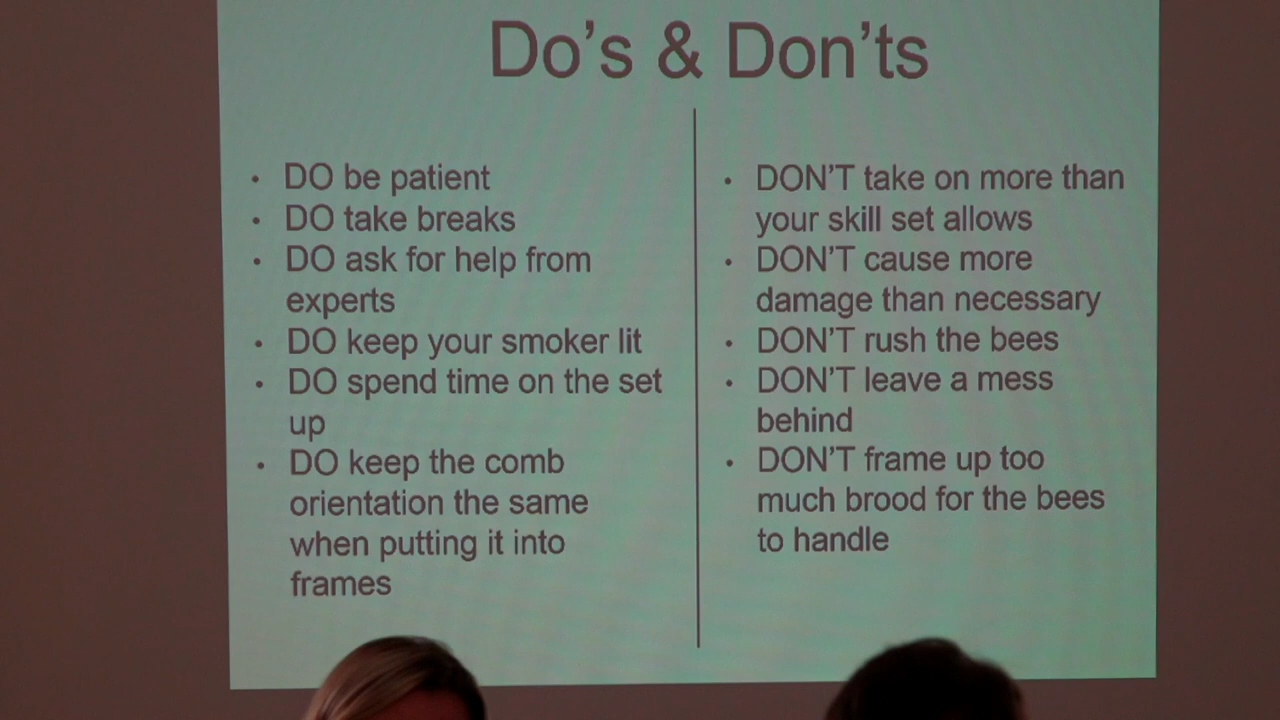 Do's & Don'ts
• DO be patient
• DO take breaks
• DO ask for help from
experts
• DO keep your smoker lit
• DO spend time on the set
up
• DO keep the comb
orientation the same
when putting it into
frames
• DON'T take on more than
your skill set allows
• DON'T cause more
damage than necessary
• DON'T rush the bees
• DON'T leave a mess
behind
• DON'T frame up too
much brood for the bees
to handle